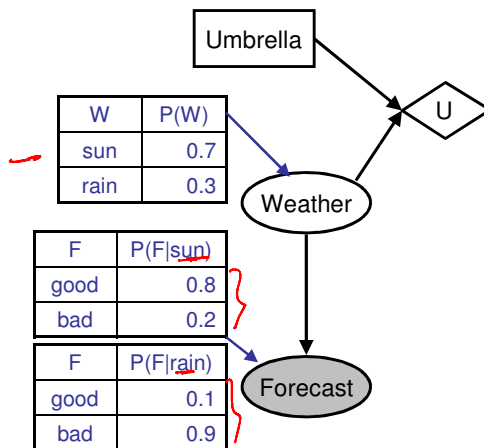 Umbrella
U
W P(W)
sun 0.7
rain 0.3
Weather
F P(F|sun)
good 0.8
bad 0.2
F P(F|rain)
good 0.1
bad 0.9
Forecast